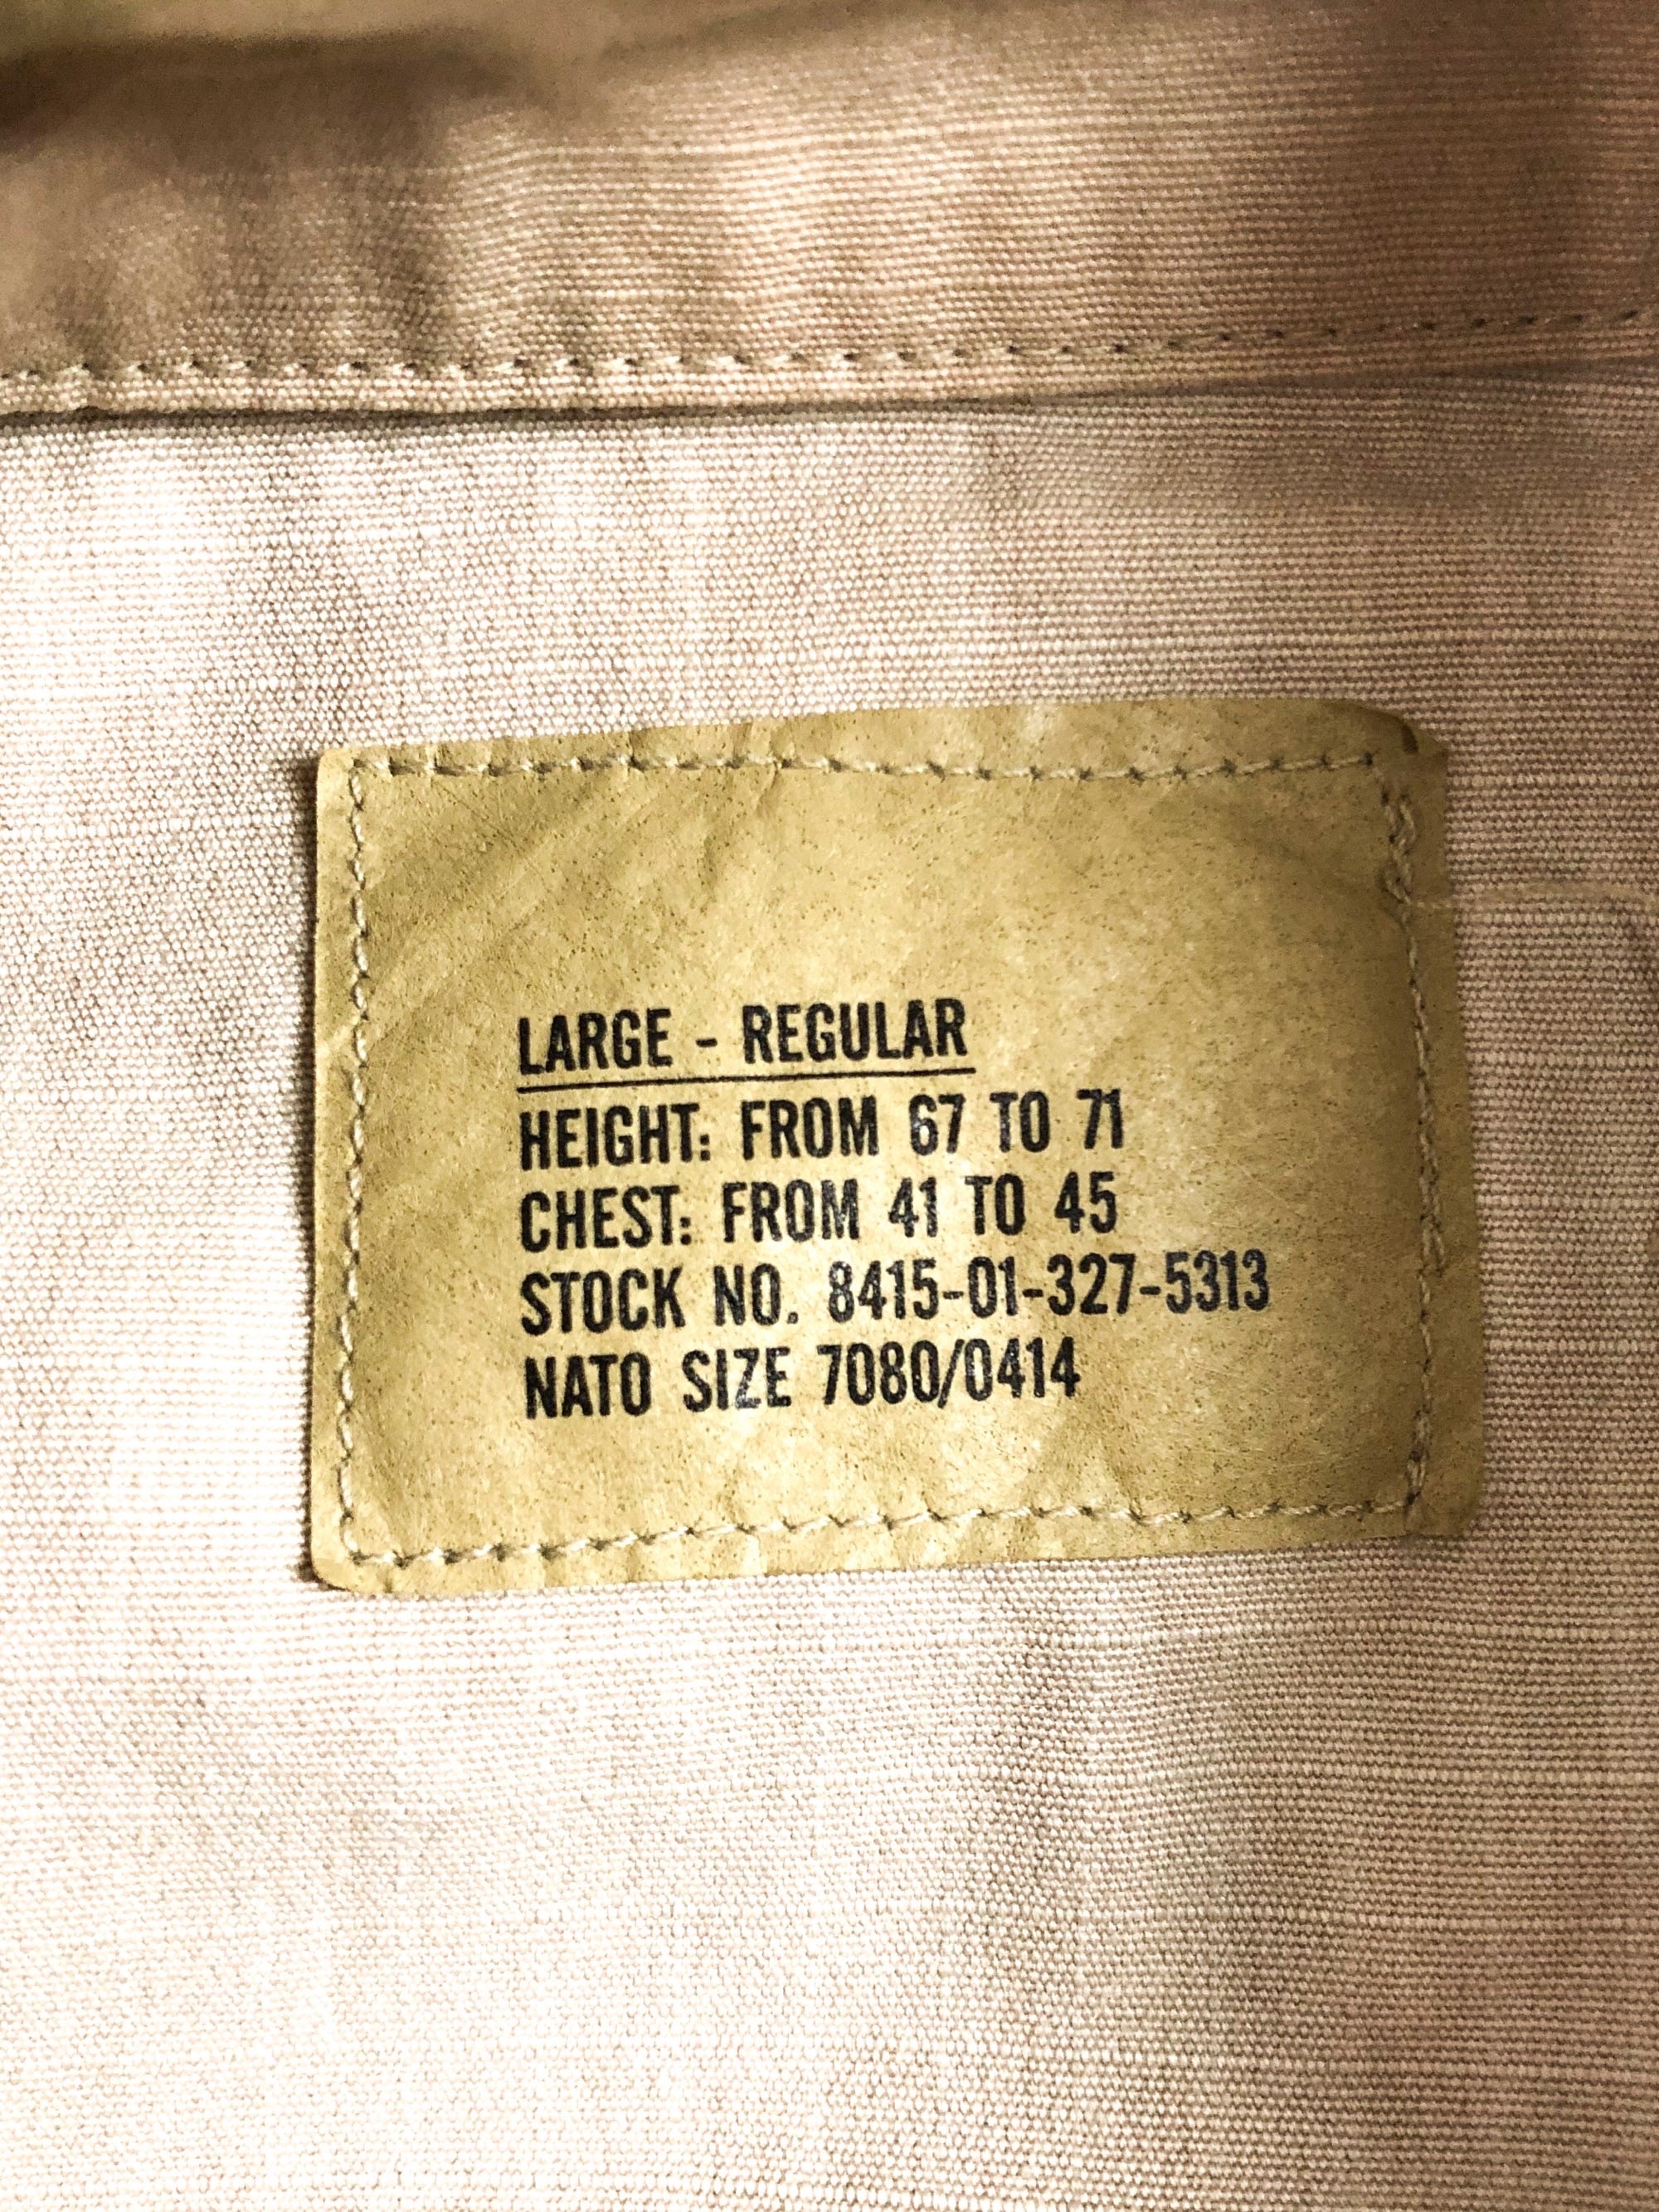 LARGE - REGULAR
HEIGHT: FROM 67 TO 71
CHEST: FROM 41 TO 45
STOCK NO. 8415-01-327-5313
NATO SIZE 7080/0414